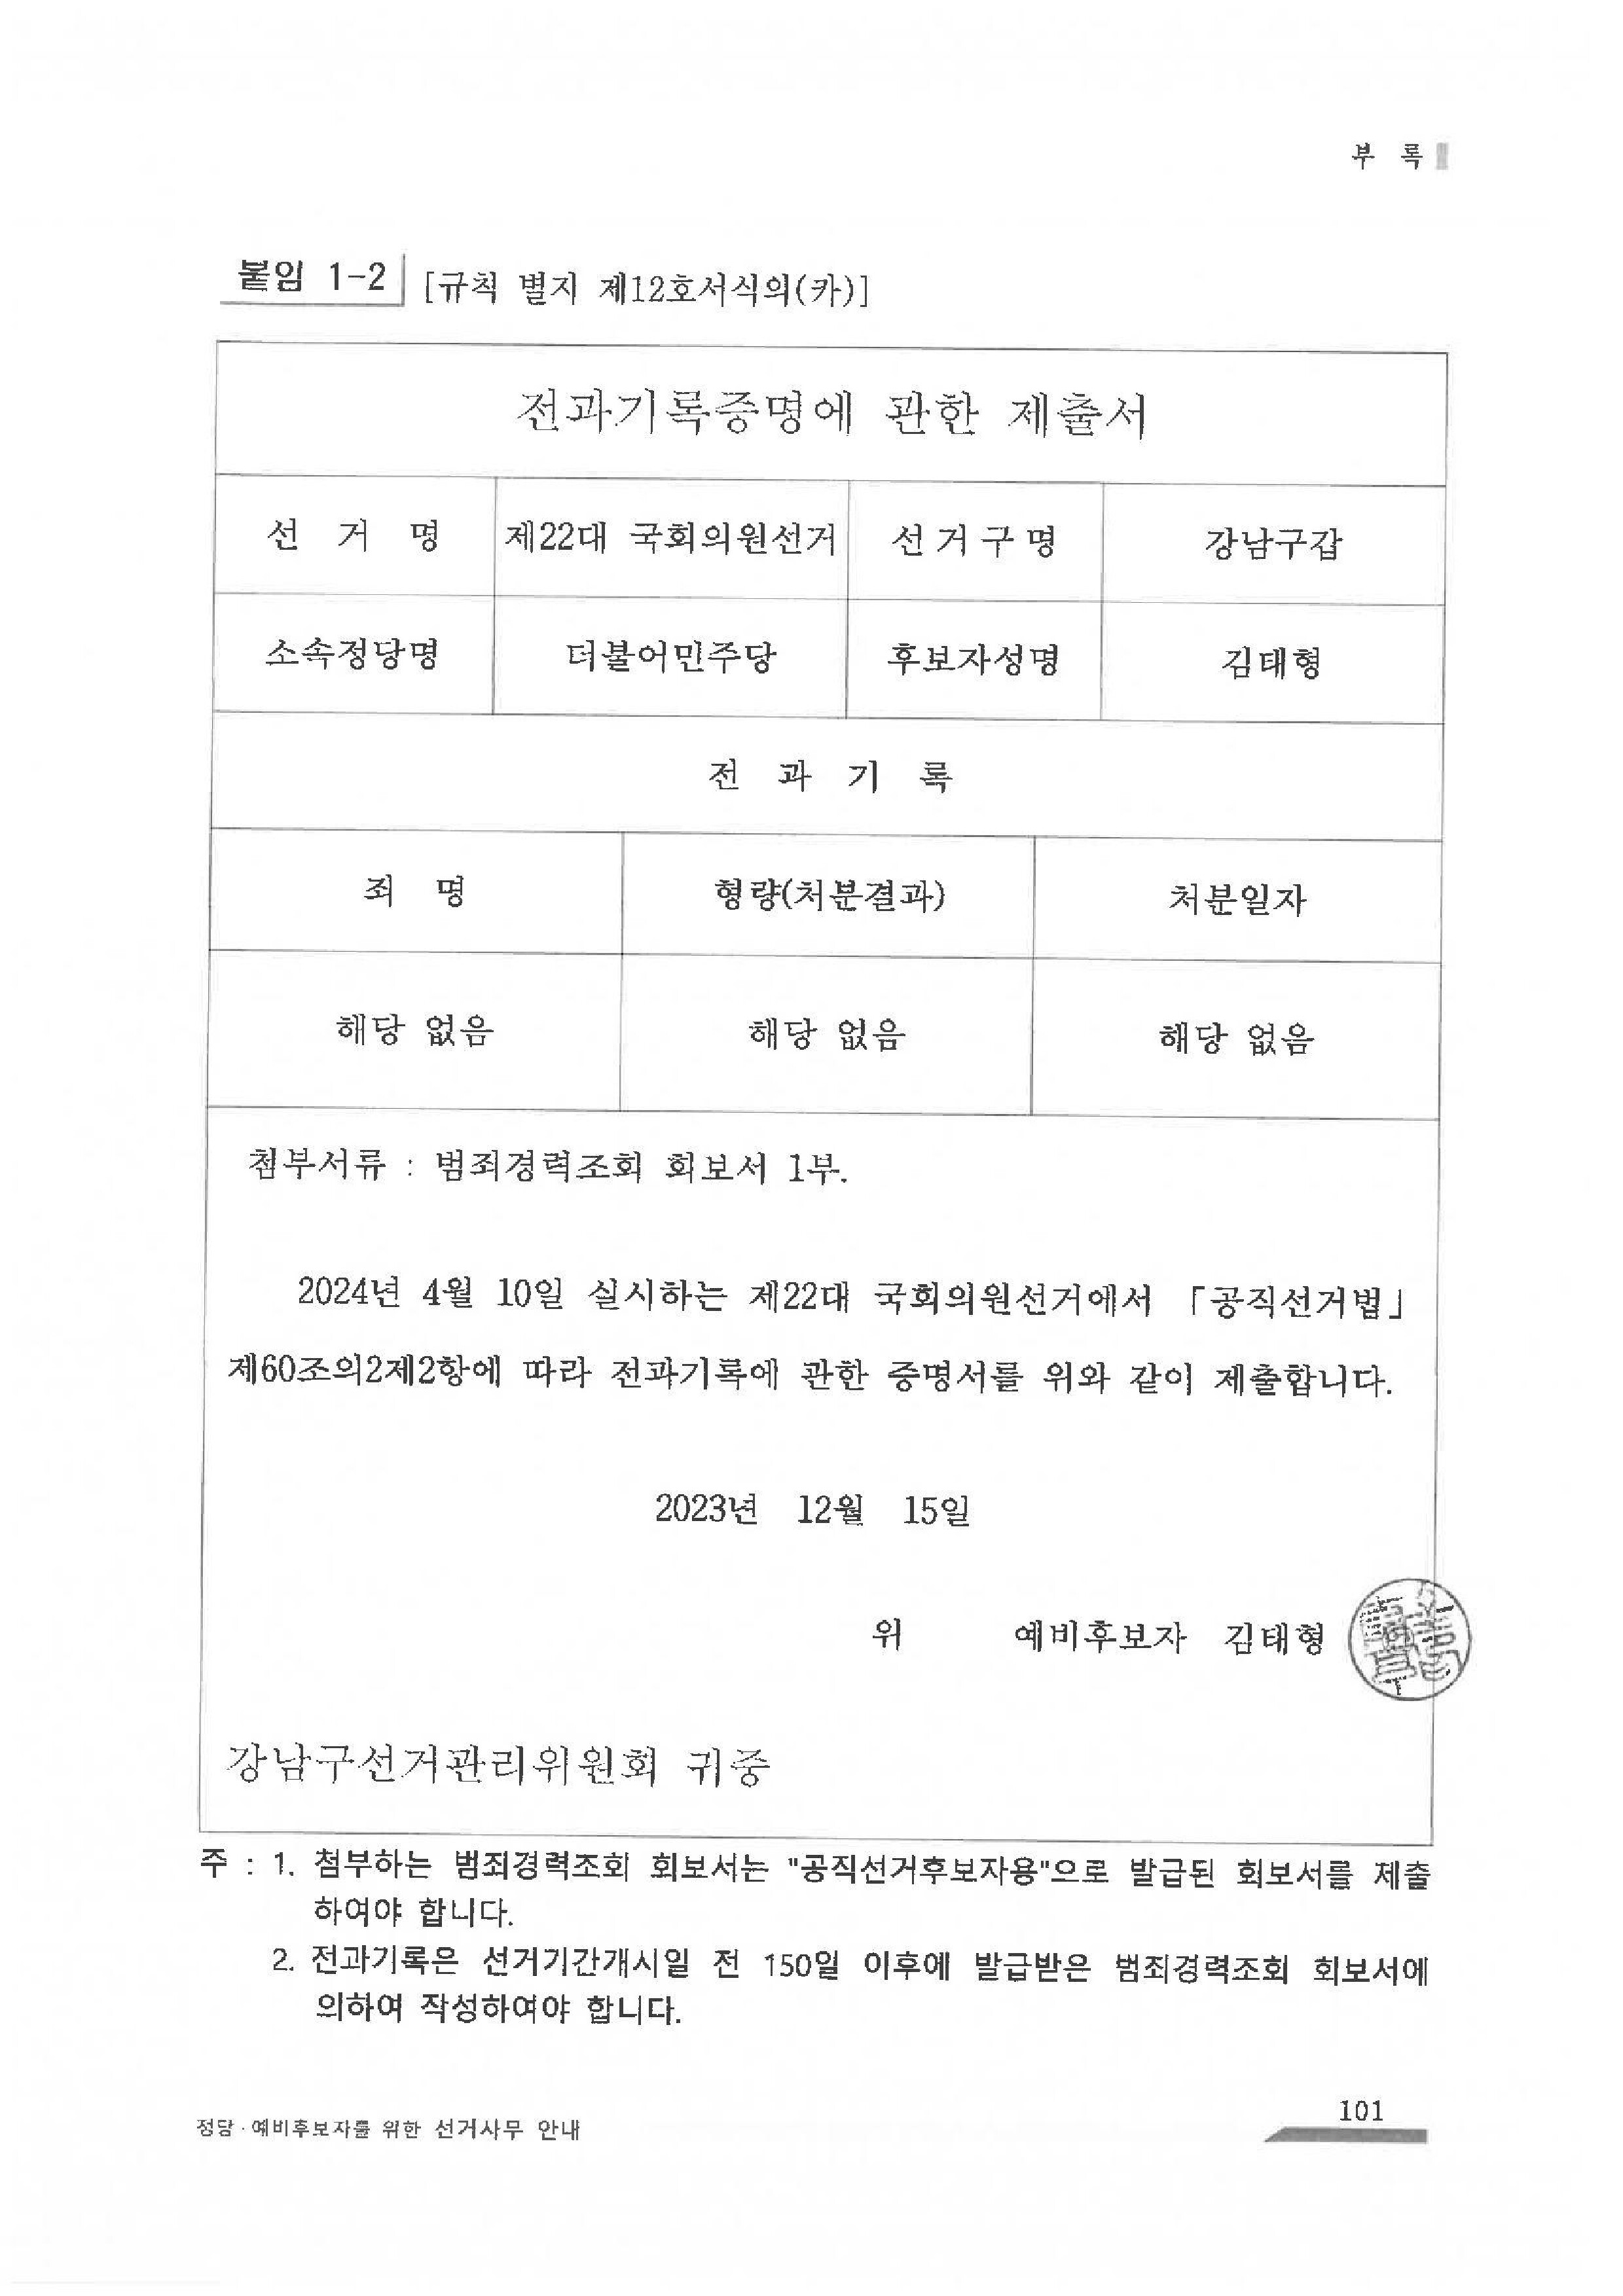 부 록
붙임 1-2 [규칙 별지 제12호서식의(카)]
전과기록증명에 관한 제출서
선 거 명 제22대 국회의원선거 선거구명 강남구갑
소속정당명 더불어민주당 후보자성명 김태형
전 과 기 록
죄 명 형량(처분결과) 처분일자
해당 없음 해당 없음 해당 없음
첨부서류 : 범죄경력조회 회보서 1부.
2024년 4월 10일 실시하는 제22대 국회의원선거에서 「공직선거법」
제60조의2제2항에 따라 전과기록에 관한 증명서를 위와 같이 제출합니다.
2023년 12월 15일
위 예비후보자 김태형
강남구선거관리위원회 귀중
주 : 1. 첨부하는 범죄경력조회 회보서는 "공직선거후보자용"으로 발급된 회보서를 제출
하여야 합니다.
2. 전과기록은 선거기간개시일 전 150일 이후에 발급받은 범죄경력조회 회보서에
의하여 작성하여야 합니다.
정당·예비후보자를 위한 선거사무 안내
101